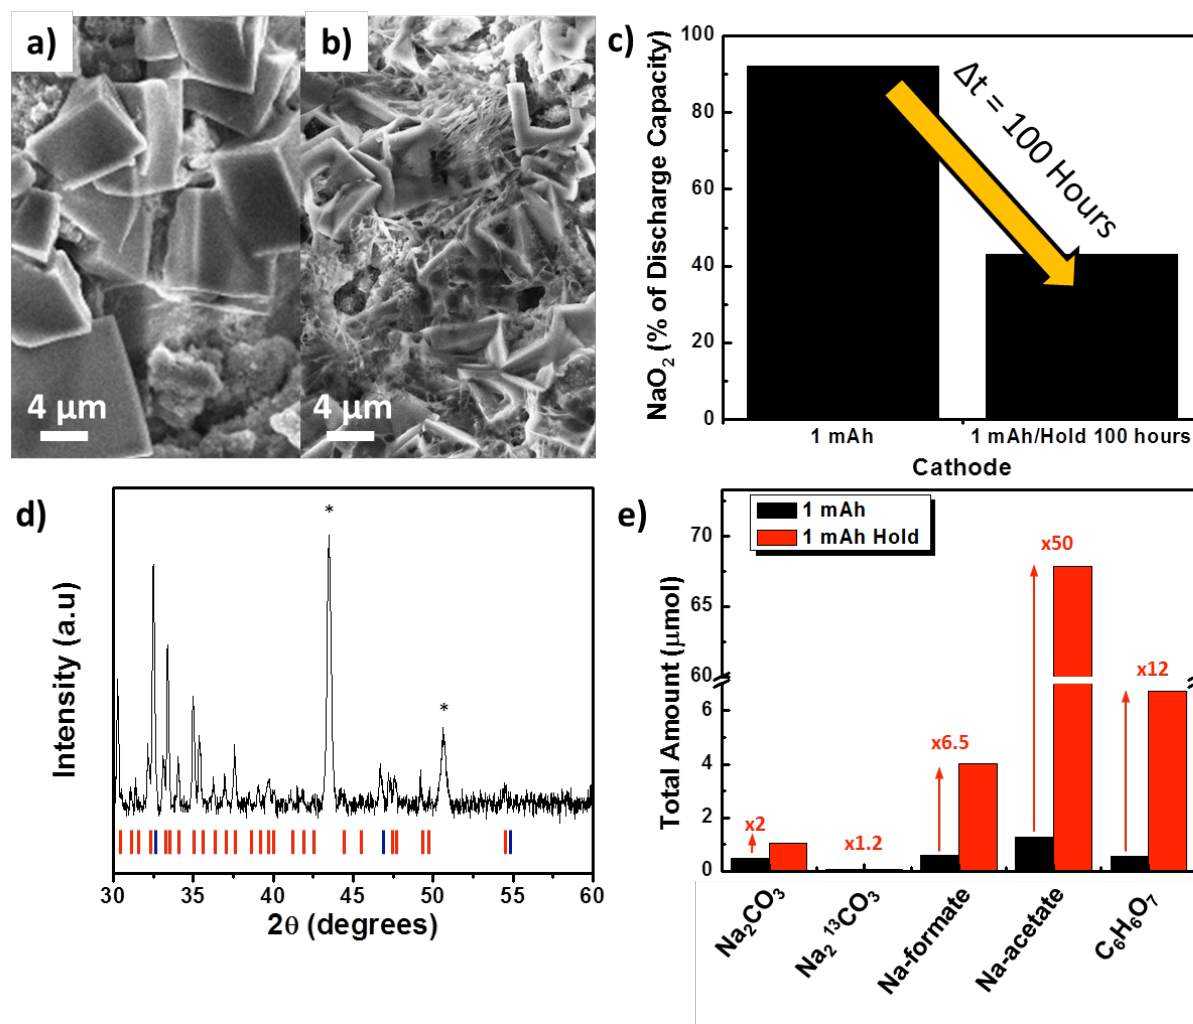 a)
4 µm
b)
4 µm
c)
NaO2 (% of Discharge Capacity)
100
80
60
40
20
0
Δt = 100 Hours
1 mAh
1 mAh/Hold 100 hours
Cathode
d)
Intensity (a.u)
*
*
30
35
40
45
50
55
60
2θ (degrees)
e)
Total Amount (µmol)
70
65
60
6
4
2
0
1 mAh
1 mAh Hold
x2
x1.2
x6.5
x50
x12
Na2CO3
Na2 13CO3
Na-formate
Na-acetate
C6H6O7